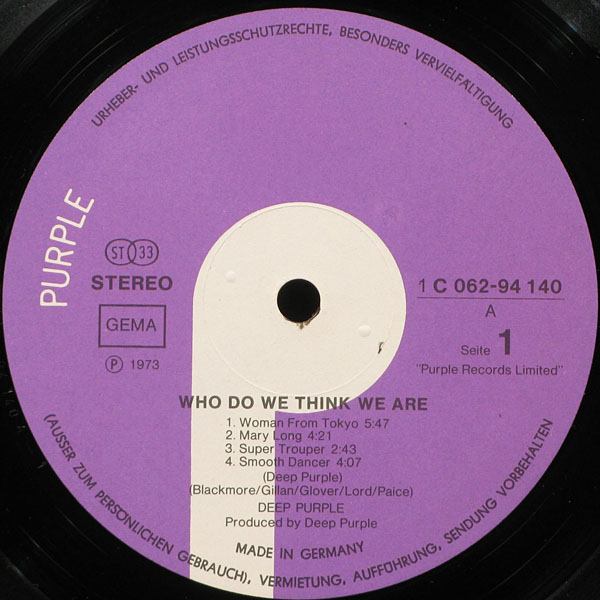 URHEBER- UND LEISTUNGSSCHUTZRECHTE, BESONDERS VERVIELFÄLTIGUNG
PURPLE
ST 33
STEREO
GEMA
Ⓟ 1973
1 C 062-94 140
A
Seite 1
"Purple Records Limited"
WHO DO WE THINK WE ARE
1. Woman From Tokyo 5:47
2. Mary Long 4:21
3. Super Trouper 2:43
4. Smooth Dancer 4:07
(Deep Purple)
(Blackmore/Gillan/Glover/Lord/Paice)
DEEP PURPLE
Produced by Deep Purple
MADE IN GERMANY
(AUSSER ZUM PERSÖNLICHEN GEBRAUCH), VERMIETUNG, AUFFÜHRUNG, SENDUNG VORBEHALTEN